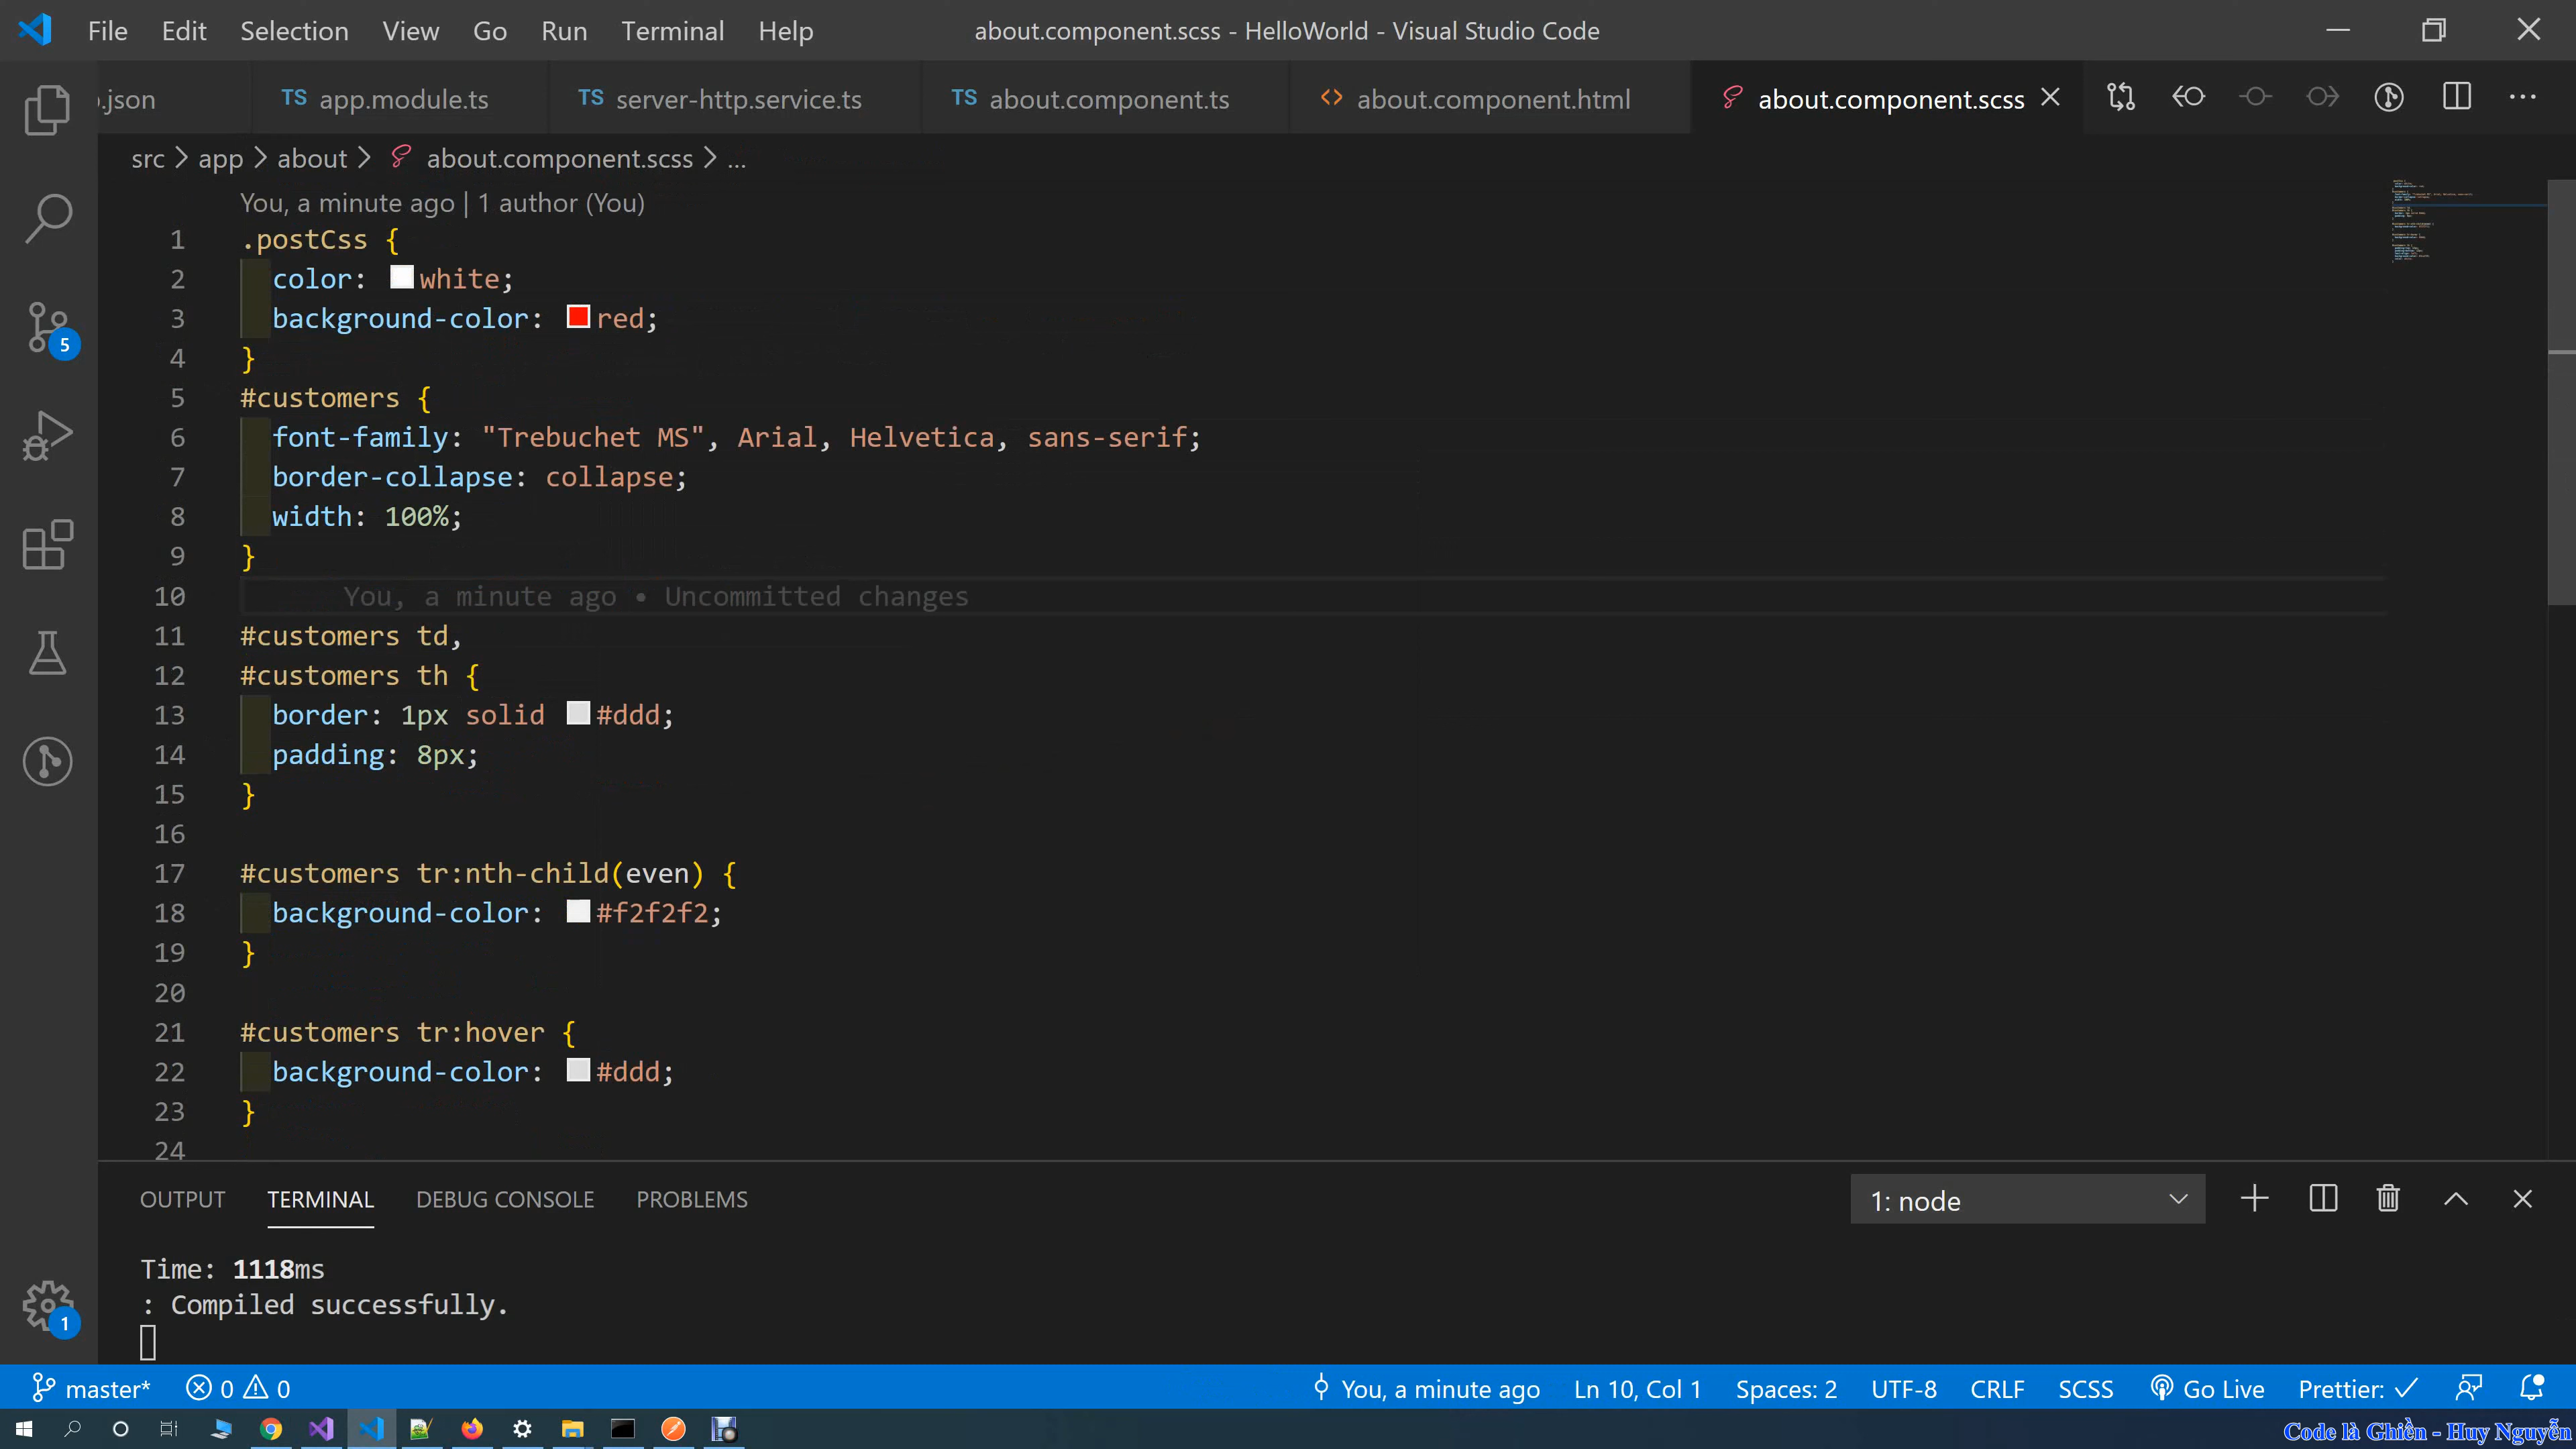 File Edit Selection View Go Run Terminal Help about.component.scss - HelloWorld - Visual Studio Code
.json TS app.module.ts TS server-http.service.ts TS about.component.ts <> about.component.html about.component.scss
src > app > about > about.component.scss > ...
You, a minute ago | 1 author (You)
1 .postCss {
2 color: white;
3 background-color: red;
4 }
5 #customers {
6 font-family: "Trebuchet MS", Arial, Helvetica, sans-serif;
7 border-collapse: collapse;
8 width: 100%;
9 }
10 You, a minute ago • Uncommitted changes
11 #customers td,
12 #customers th {
13 border: 1px solid #ddd;
14 padding: 8px;
15 }
16
17 #customers tr:nth-child(even) {
18 background-color: #f2f2f2;
19 }
20
21 #customers tr:hover {
22 background-color: #ddd;
23 }
24
5
1
OUTPUT TERMINAL DEBUG CONSOLE PROBLEMS 1: node
Time: 1118ms
: Compiled successfully.
master* 0 0 You, a minute ago Ln 10, Col 1 Spaces: 2 UTF-8 CRLF SCSS Go Live Prettier: ✓
Code là Ghiền - Huy Nguyễn